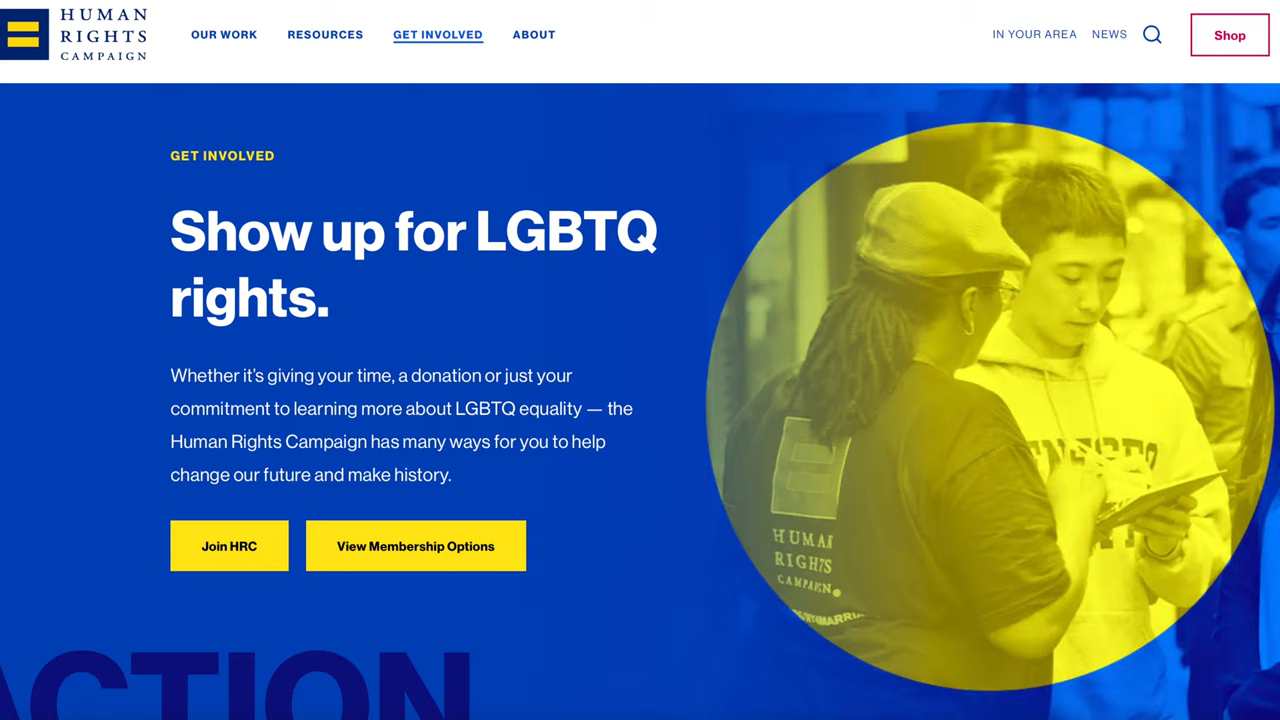 HUMAN
RIGHTS
CAMPAIGN
OUR WORK
RESOURCES
GET INVOLVED
ABOUT
IN YOUR AREA
NEWS
Shop
GET INVOLVED
Show up for LGBTQ
rights.
Whether it's giving your time, a donation or just your
commitment to learning more about LGBTQ equality — the
Human Rights Campaign has many ways for you to help
change our future and make history.
Join HRC
View Membership Options
ACTION
HUMAN
RIGHTS
CAMPAIGN